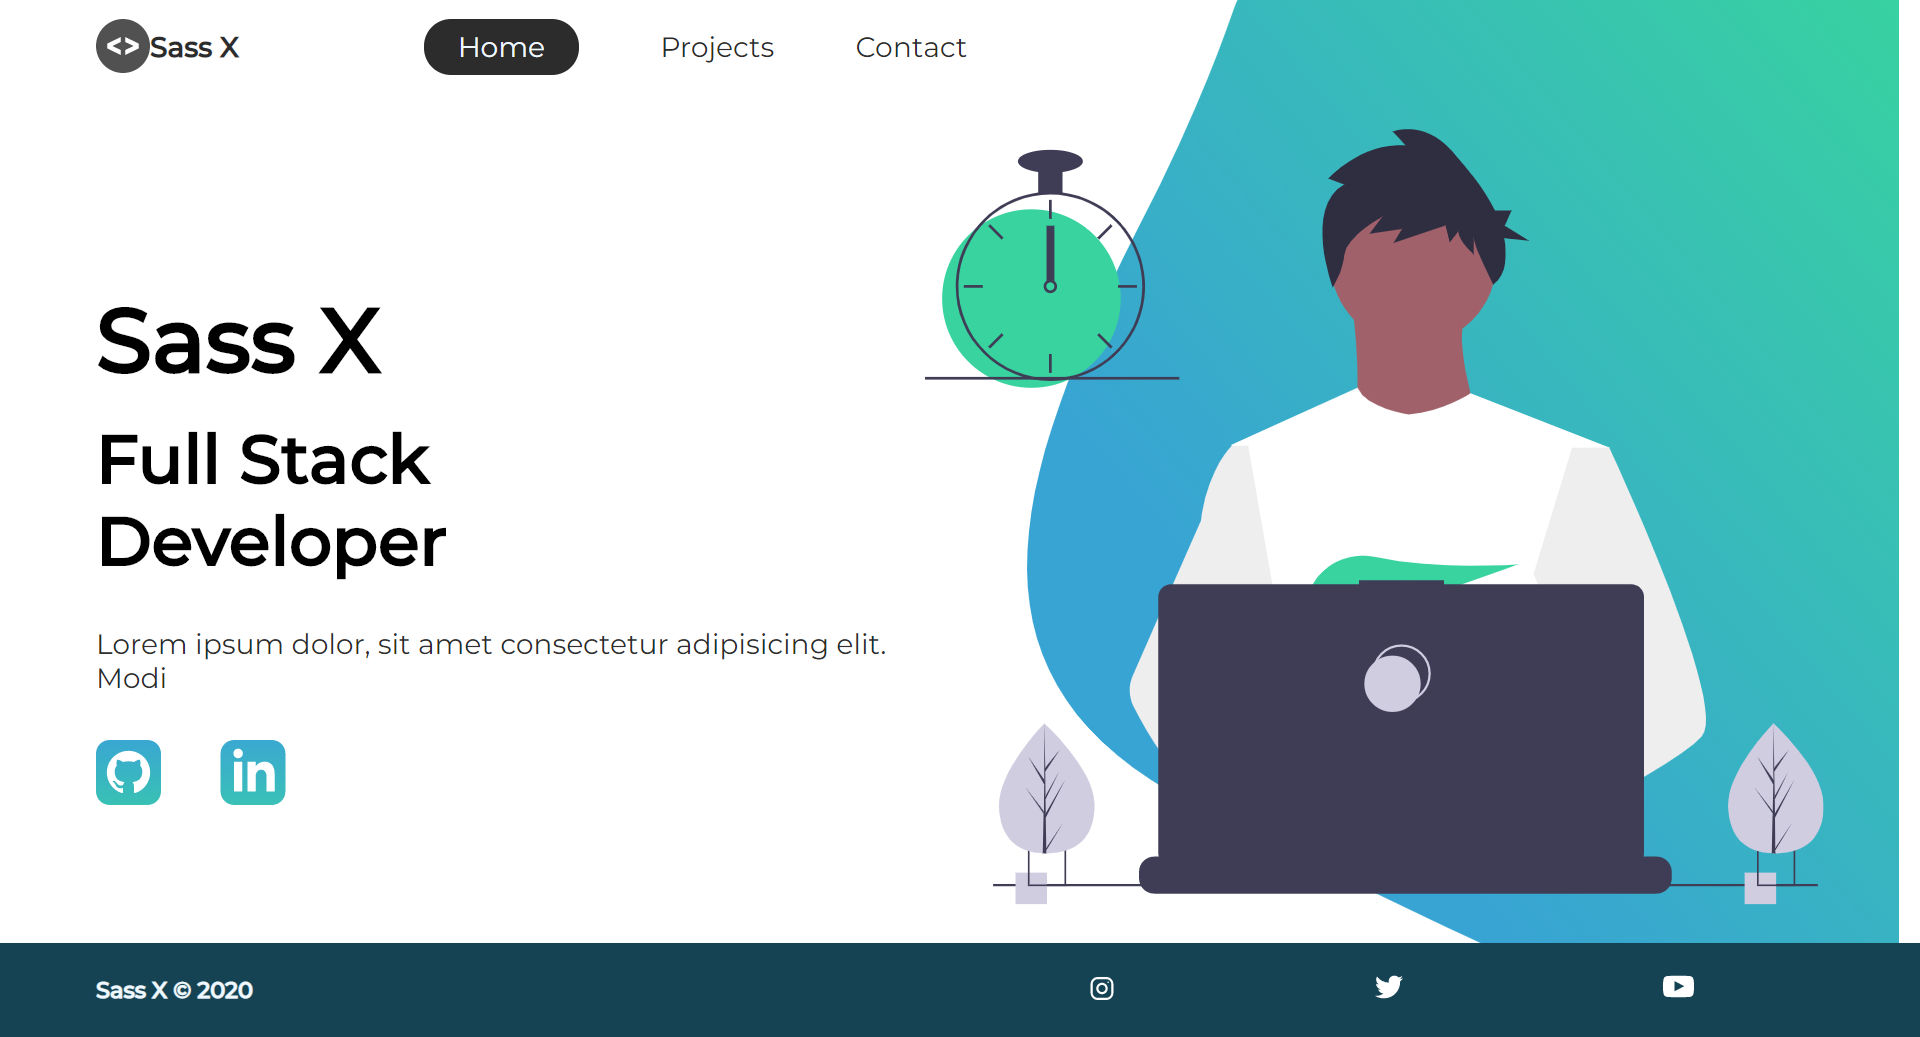 <> Sass X
Home
Projects
Contact
Sass X
Full Stack
Developer
Lorem ipsum dolor, sit amet consectetur adipisicing elit.
Modi
in
Sass X © 2020